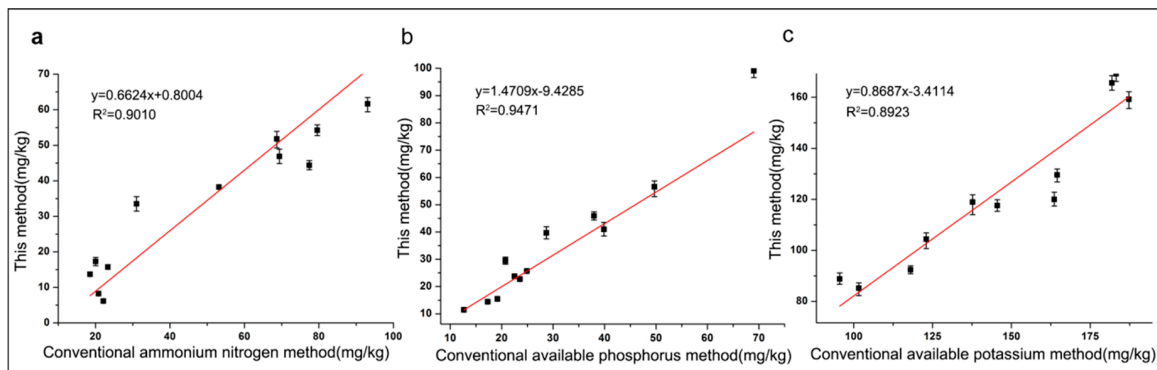 a
y=0.6624x+0.8004
R²=0.9010
This method(mg/kg)
70
60
50
40
30
20
10
0
20
40
60
80
100
Conventional ammonium nitrogen method(mg/kg)
b
y=1.4709x-9.4285
R²=0.9471
This method(mg/kg)
100
90
80
70
60
50
40
30
20
10
10
20
30
40
50
60
70
80
Conventional available phosphorus method(mg/kg)
c
y=0.8687x-3.4114
R²=0.8923
This method(mg/kg)
160
140
120
100
80
100
125
150
175
Conventional available potassium method(mg/kg)